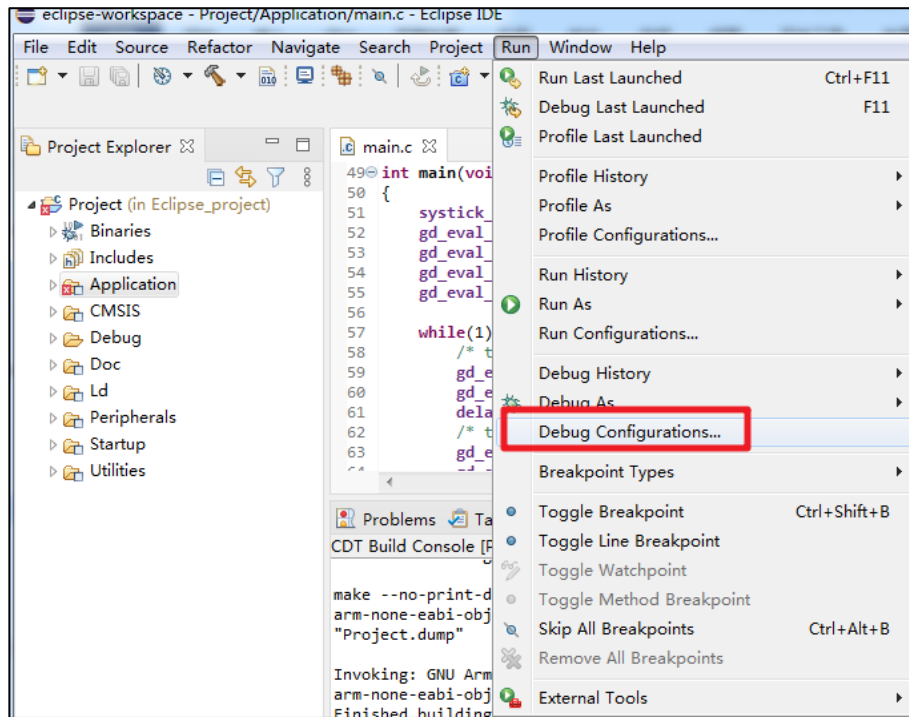 eclipse-workspace - Project/Application/main.c - Eclipse IDE
File Edit Source Refactor Navigate Search Project Run Window Help
Project Explorer
Project (in Eclipse_project)
Binaries
Includes
Application
CMSIS
Debug
Doc
Ld
Peripherals
Startup
Utilities
main.c
49 int main(voi
50 {
51 systick_
52 gd_eval_
53 gd_eval_
54 gd_eval_
55 gd_eval_
56
57 while(1)
58 /* t
59 gd_e
60 gd_e
61 dela
62 /* t
63 gd_e
Problems Ta
CDT Build Console [P
make --no-print-d
arm-none-eabi-obj
"Project.dump"
Invoking: GNU Arm
arm-none-eabi-obj
Finished building
Run Last Launched Ctrl+F11
Debug Last Launched F11
Profile Last Launched
Profile History
Profile As
Profile Configurations...
Run History
Run As
Run Configurations...
Debug History
Debug As
Debug Configurations...
Breakpoint Types
Toggle Breakpoint Ctrl+Shift+B
Toggle Line Breakpoint
Toggle Watchpoint
Toggle Method Breakpoint
Skip All Breakpoints Ctrl+Alt+B
Remove All Breakpoints
External Tools